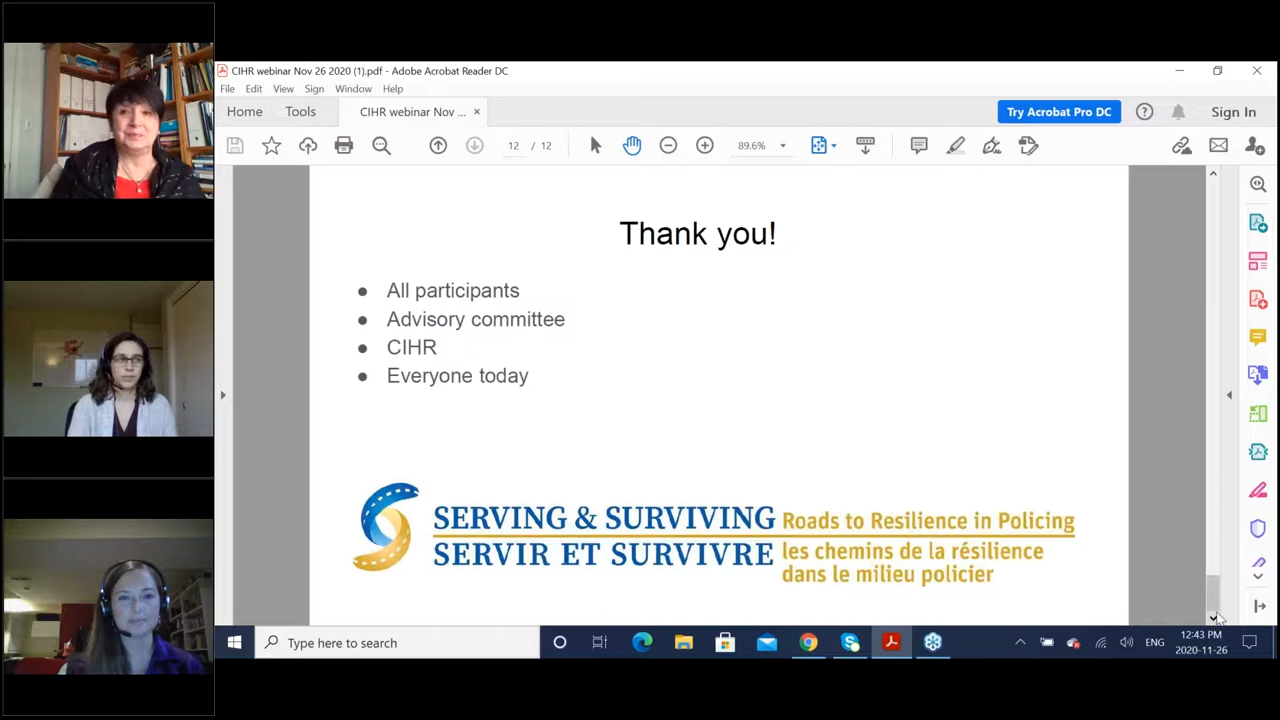 CIHR webinar Nov 26 2020 (1).pdf - Adobe Acrobat Reader DC
File Edit View Sign Window Help
Home Tools CIHR webinar Nov ... × Try Acrobat Pro DC Sign In
12 / 12 89.6%
Thank you!
● All participants
● Advisory committee
● CIHR
● Everyone today
SERVING & SURVIVING Roads to Resilience in Policing
SERVIR ET SURVIVRE les chemins de la résilience
dans le milieu policier
Type here to search
ENG
12:43 PM
2020-11-26